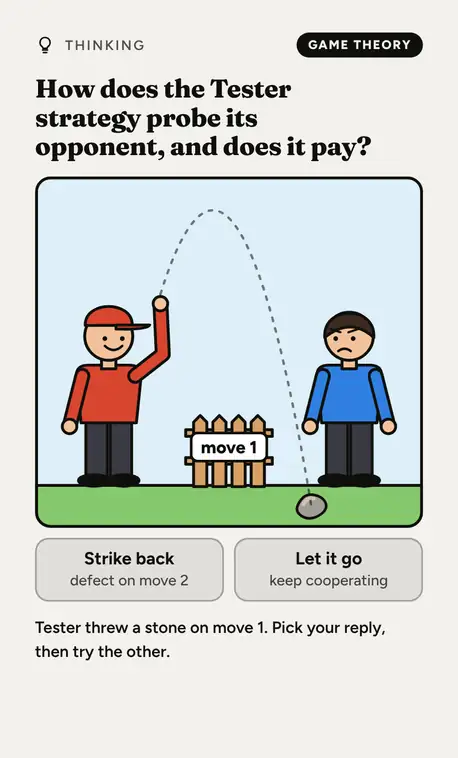 THINKING
GAME THEORY
How does the Tester
strategy probe its
opponent, and does it pay?
move 1
Strike back
defect on move 2
Let it go
keep cooperating
Tester threw a stone on move 1. Pick your reply,
then try the other.